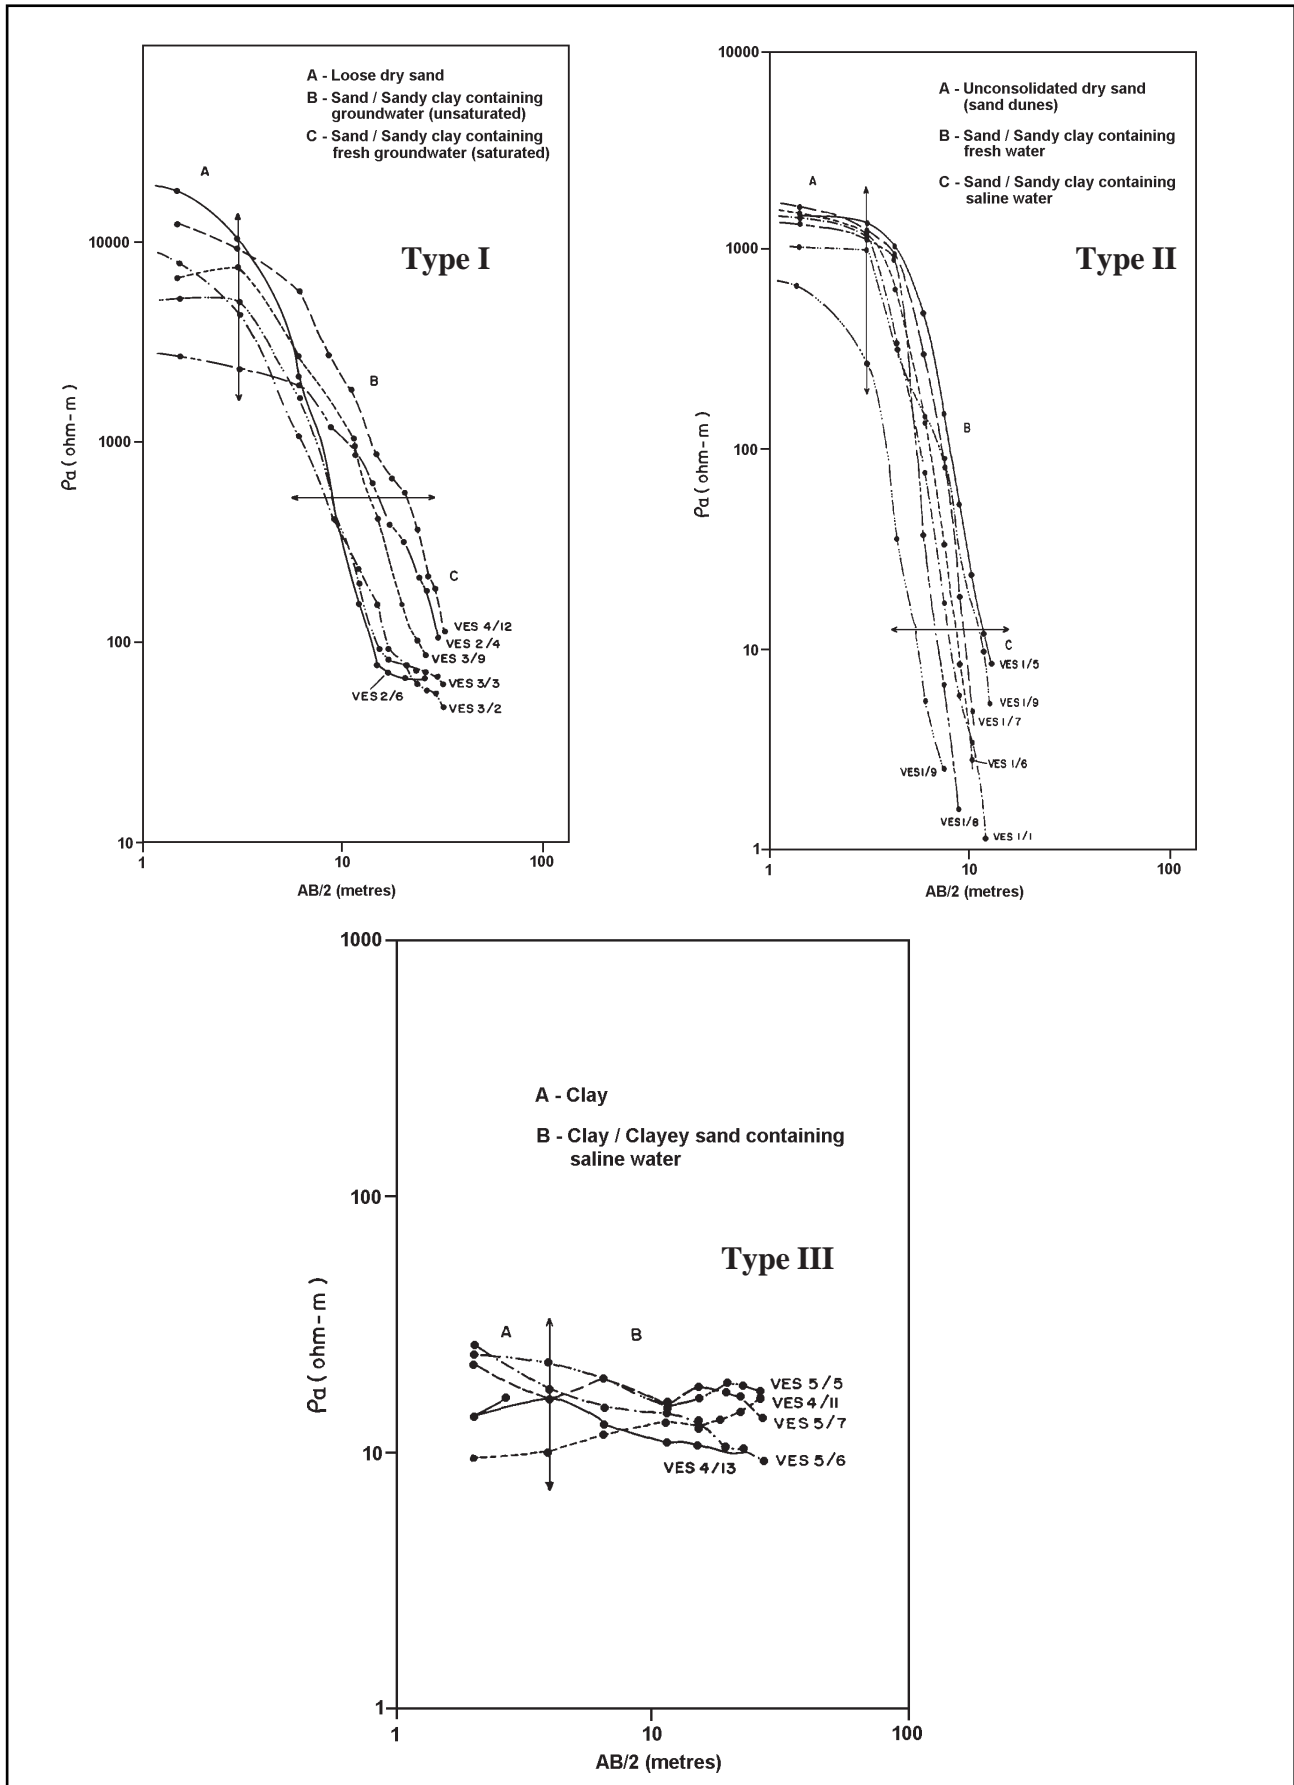 A - Loose dry sand
B - Sand / Sandy clay containing
groundwater (unsaturated)
C - Sand / Sandy clay containing
fresh groundwater (saturated)
A
10000
Type I
B
1000
ρa ( ohm - m )
C
VES 4/12
100
VES 2/4
VES 3/9
VES 3/3
VES 2/6
VES 3/2
10
1
10
100
AB/2 (metres)
10000
A - Unconsolidated dry sand
(sand dunes)
B - Sand / Sandy clay containing
fresh water
C - Sand / Sandy clay containing
saline water
A
1000
Type II
B
100
ρa ( ohm - m )
C
10
VES 1/5
VES 1/9
VES 1/7
VES 1/6
VES 1/9
VES 1/8
VES 1/1
1
1
10
100
AB/2 (metres)
1000
A - Clay
B - Clay / Clayey sand containing
saline water
100
Type III
ρa ( ohm - m )
A
B
VES 5/5
VES 4/11
VES 5/7
10
VES 4/13
VES 5/6
1
1
10
100
AB/2 (metres)